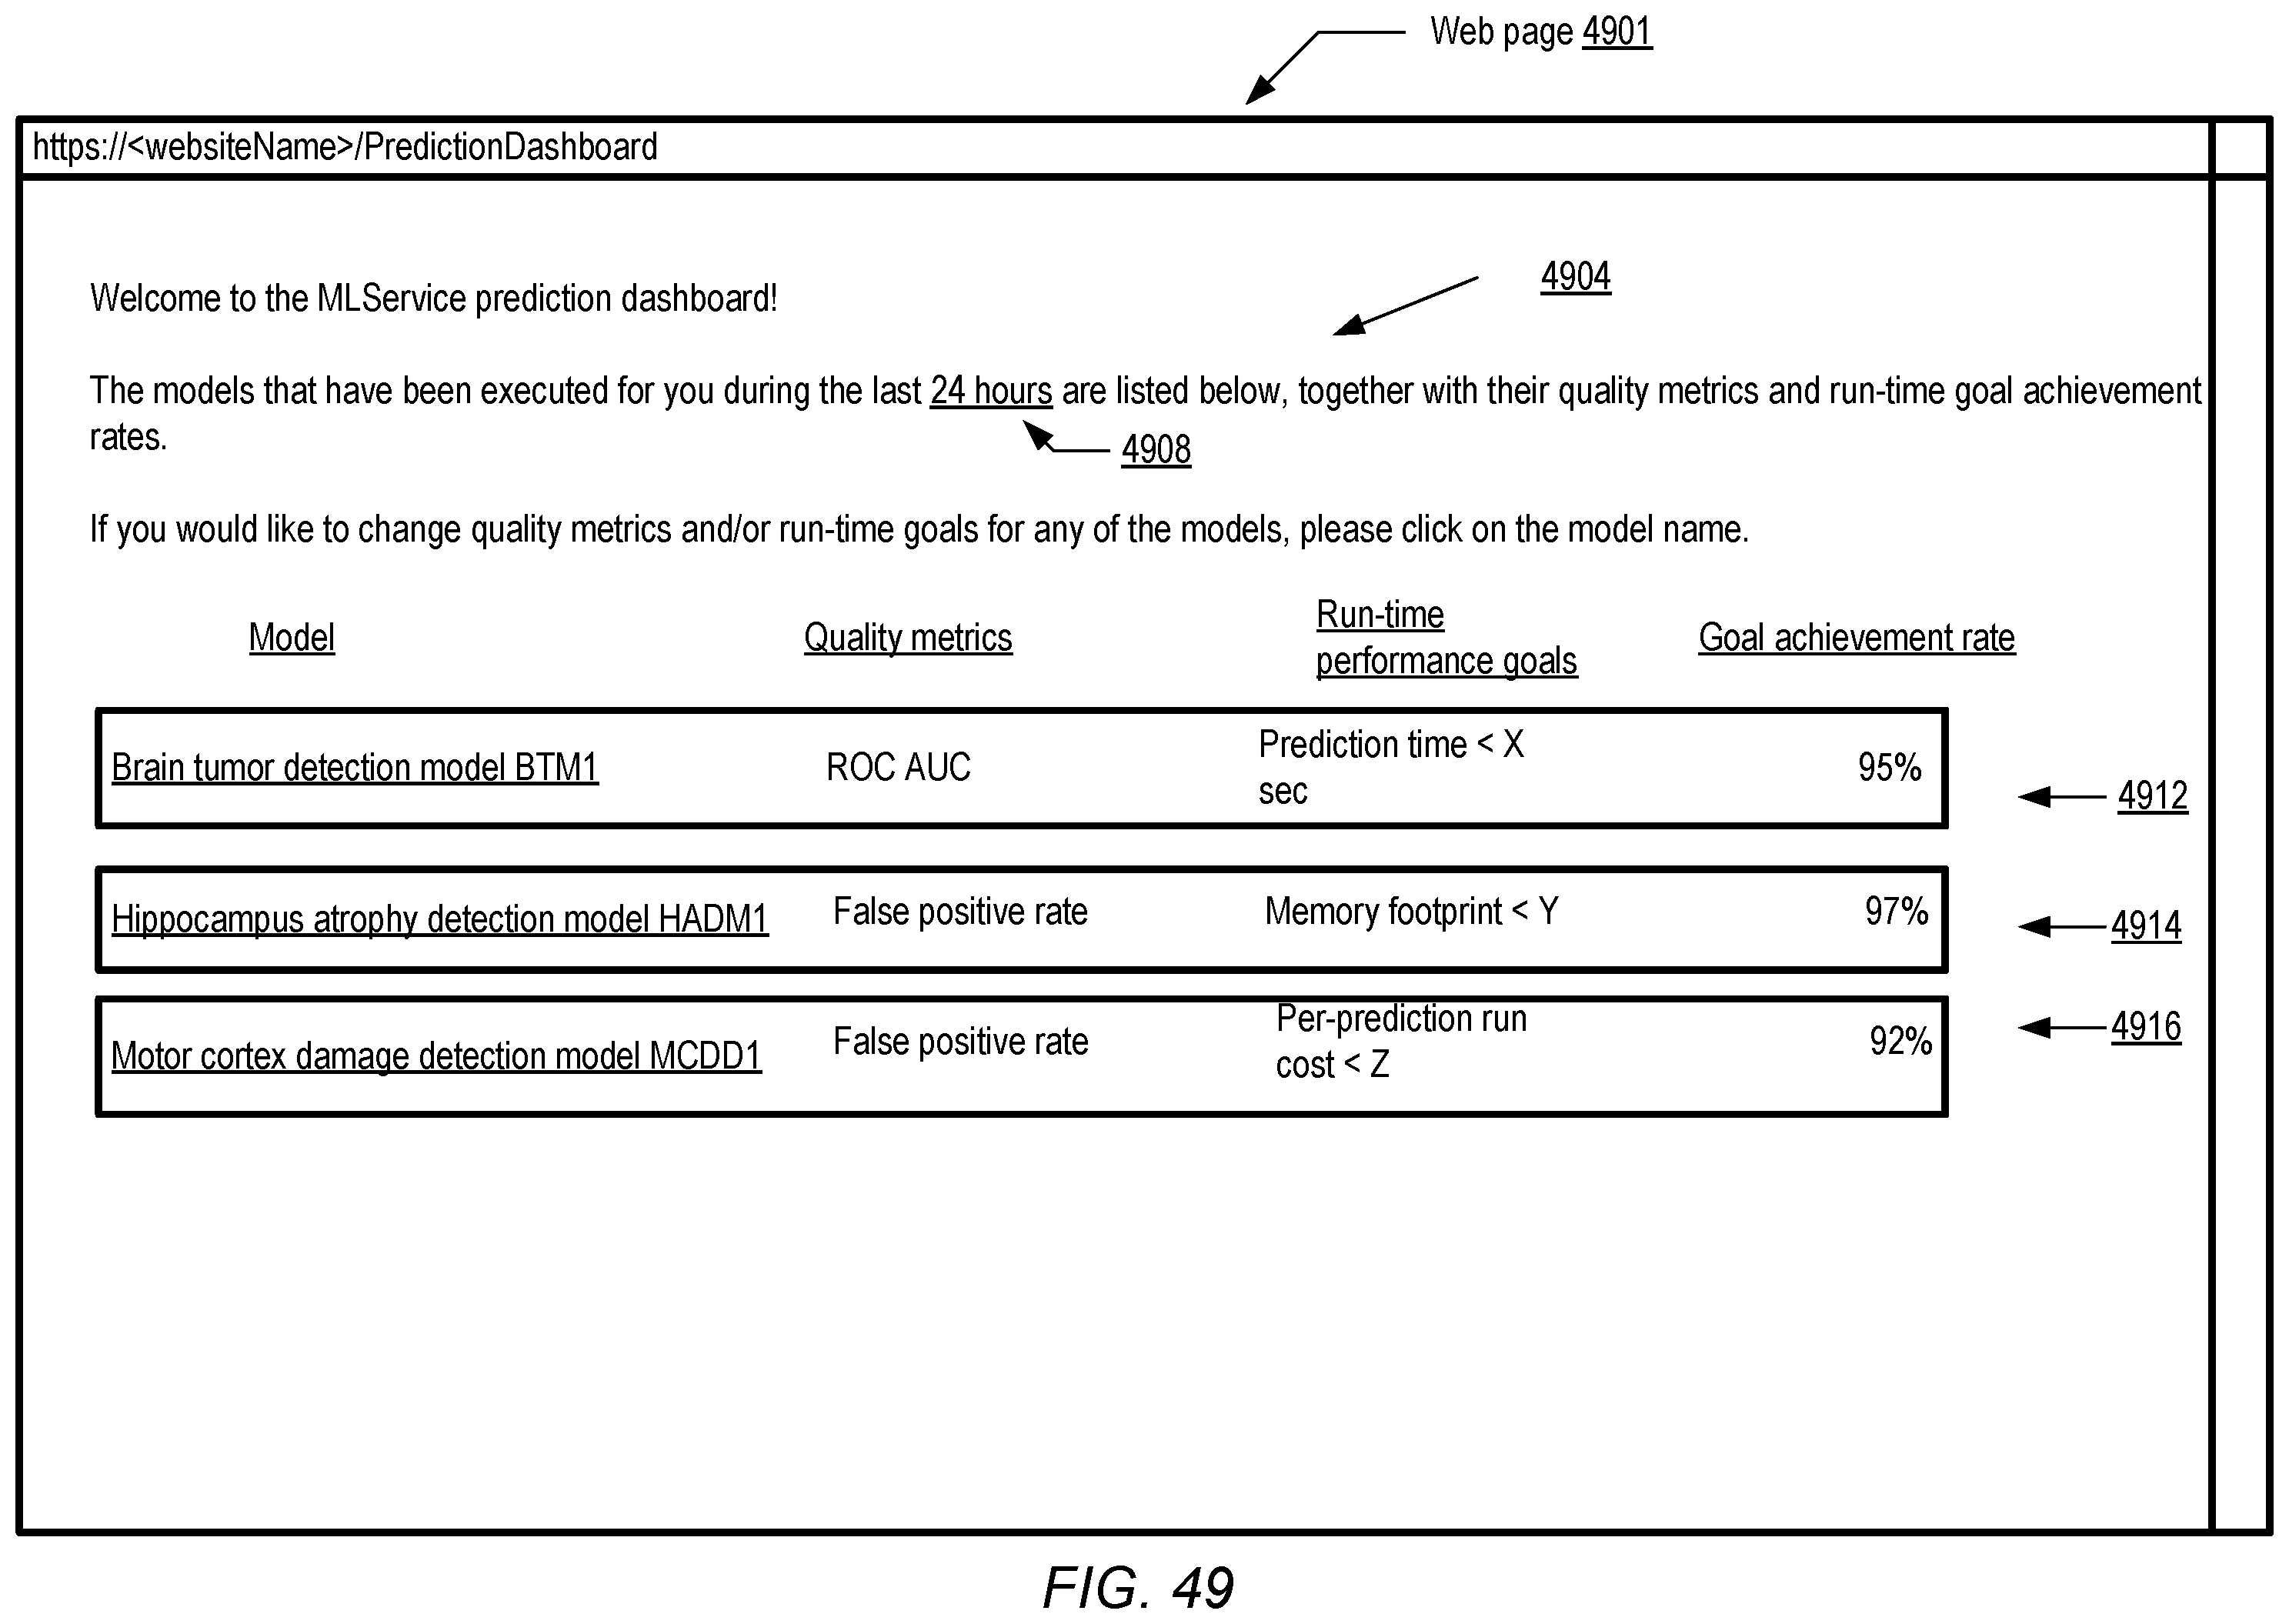 Web page 4901
https://<websiteName>/PredictionDashboard
4904
Welcome to the MLService prediction dashboard!
The models that have been executed for you during the last 24 hours are listed below, together with their quality metrics and run-time goal achievement
rates.
4908
If you would like to change quality metrics and/or run-time goals for any of the models, please click on the model name.
Model
Quality metrics
Run-time
performance goals
Goal achievement rate
Brain tumor detection model BTM1
ROC AUC
Prediction time < X
sec
95%
4912
Hippocampus atrophy detection model HADM1
False positive rate
Memory footprint < Y
97%
4914
Motor cortex damage detection model MCDD1
False positive rate
Per-prediction run
cost < Z
92%
4916
FIG. 49